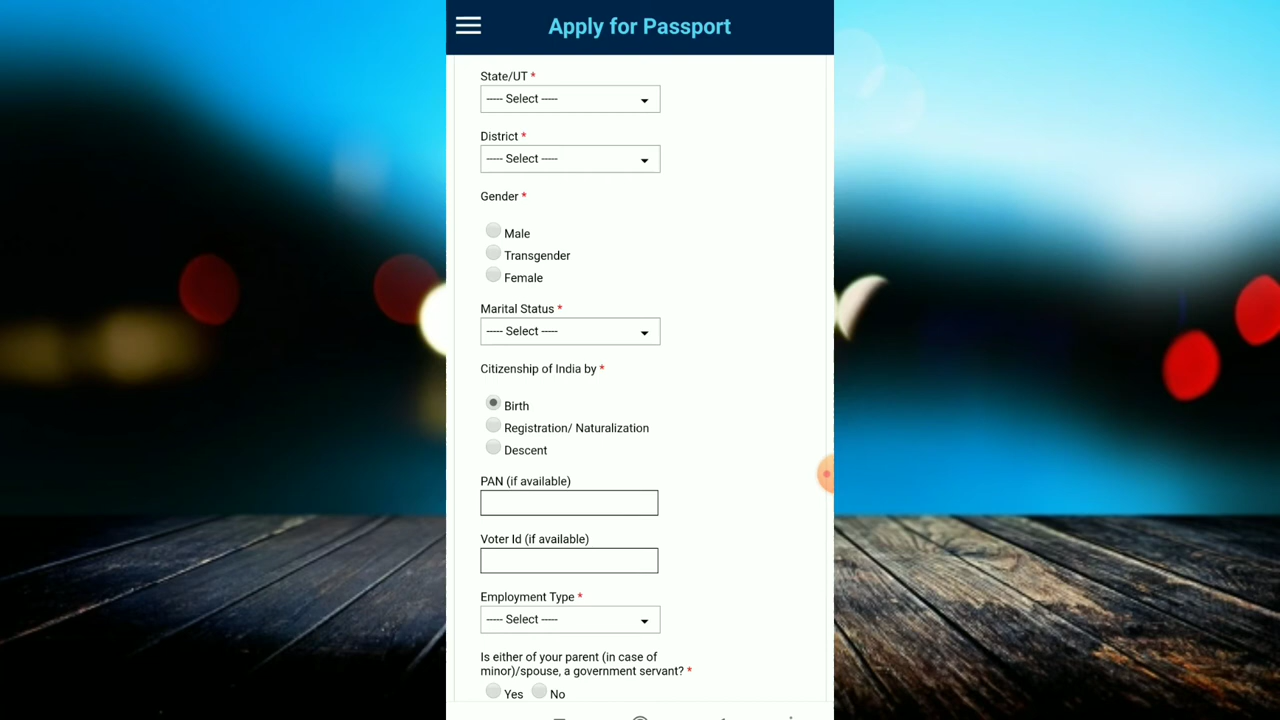 Apply for Passport
State/UT *
----- Select -----
District *
----- Select -----
Gender *
Male
Transgender
Female
Marital Status *
----- Select -----
Citizenship of India by *
Birth
Registration/ Naturalization
Descent
PAN (if available)
Voter Id (if available)
Employment Type *
----- Select -----
Is either of your parent (in case of
minor)/spouse, a government servant? *
Yes No